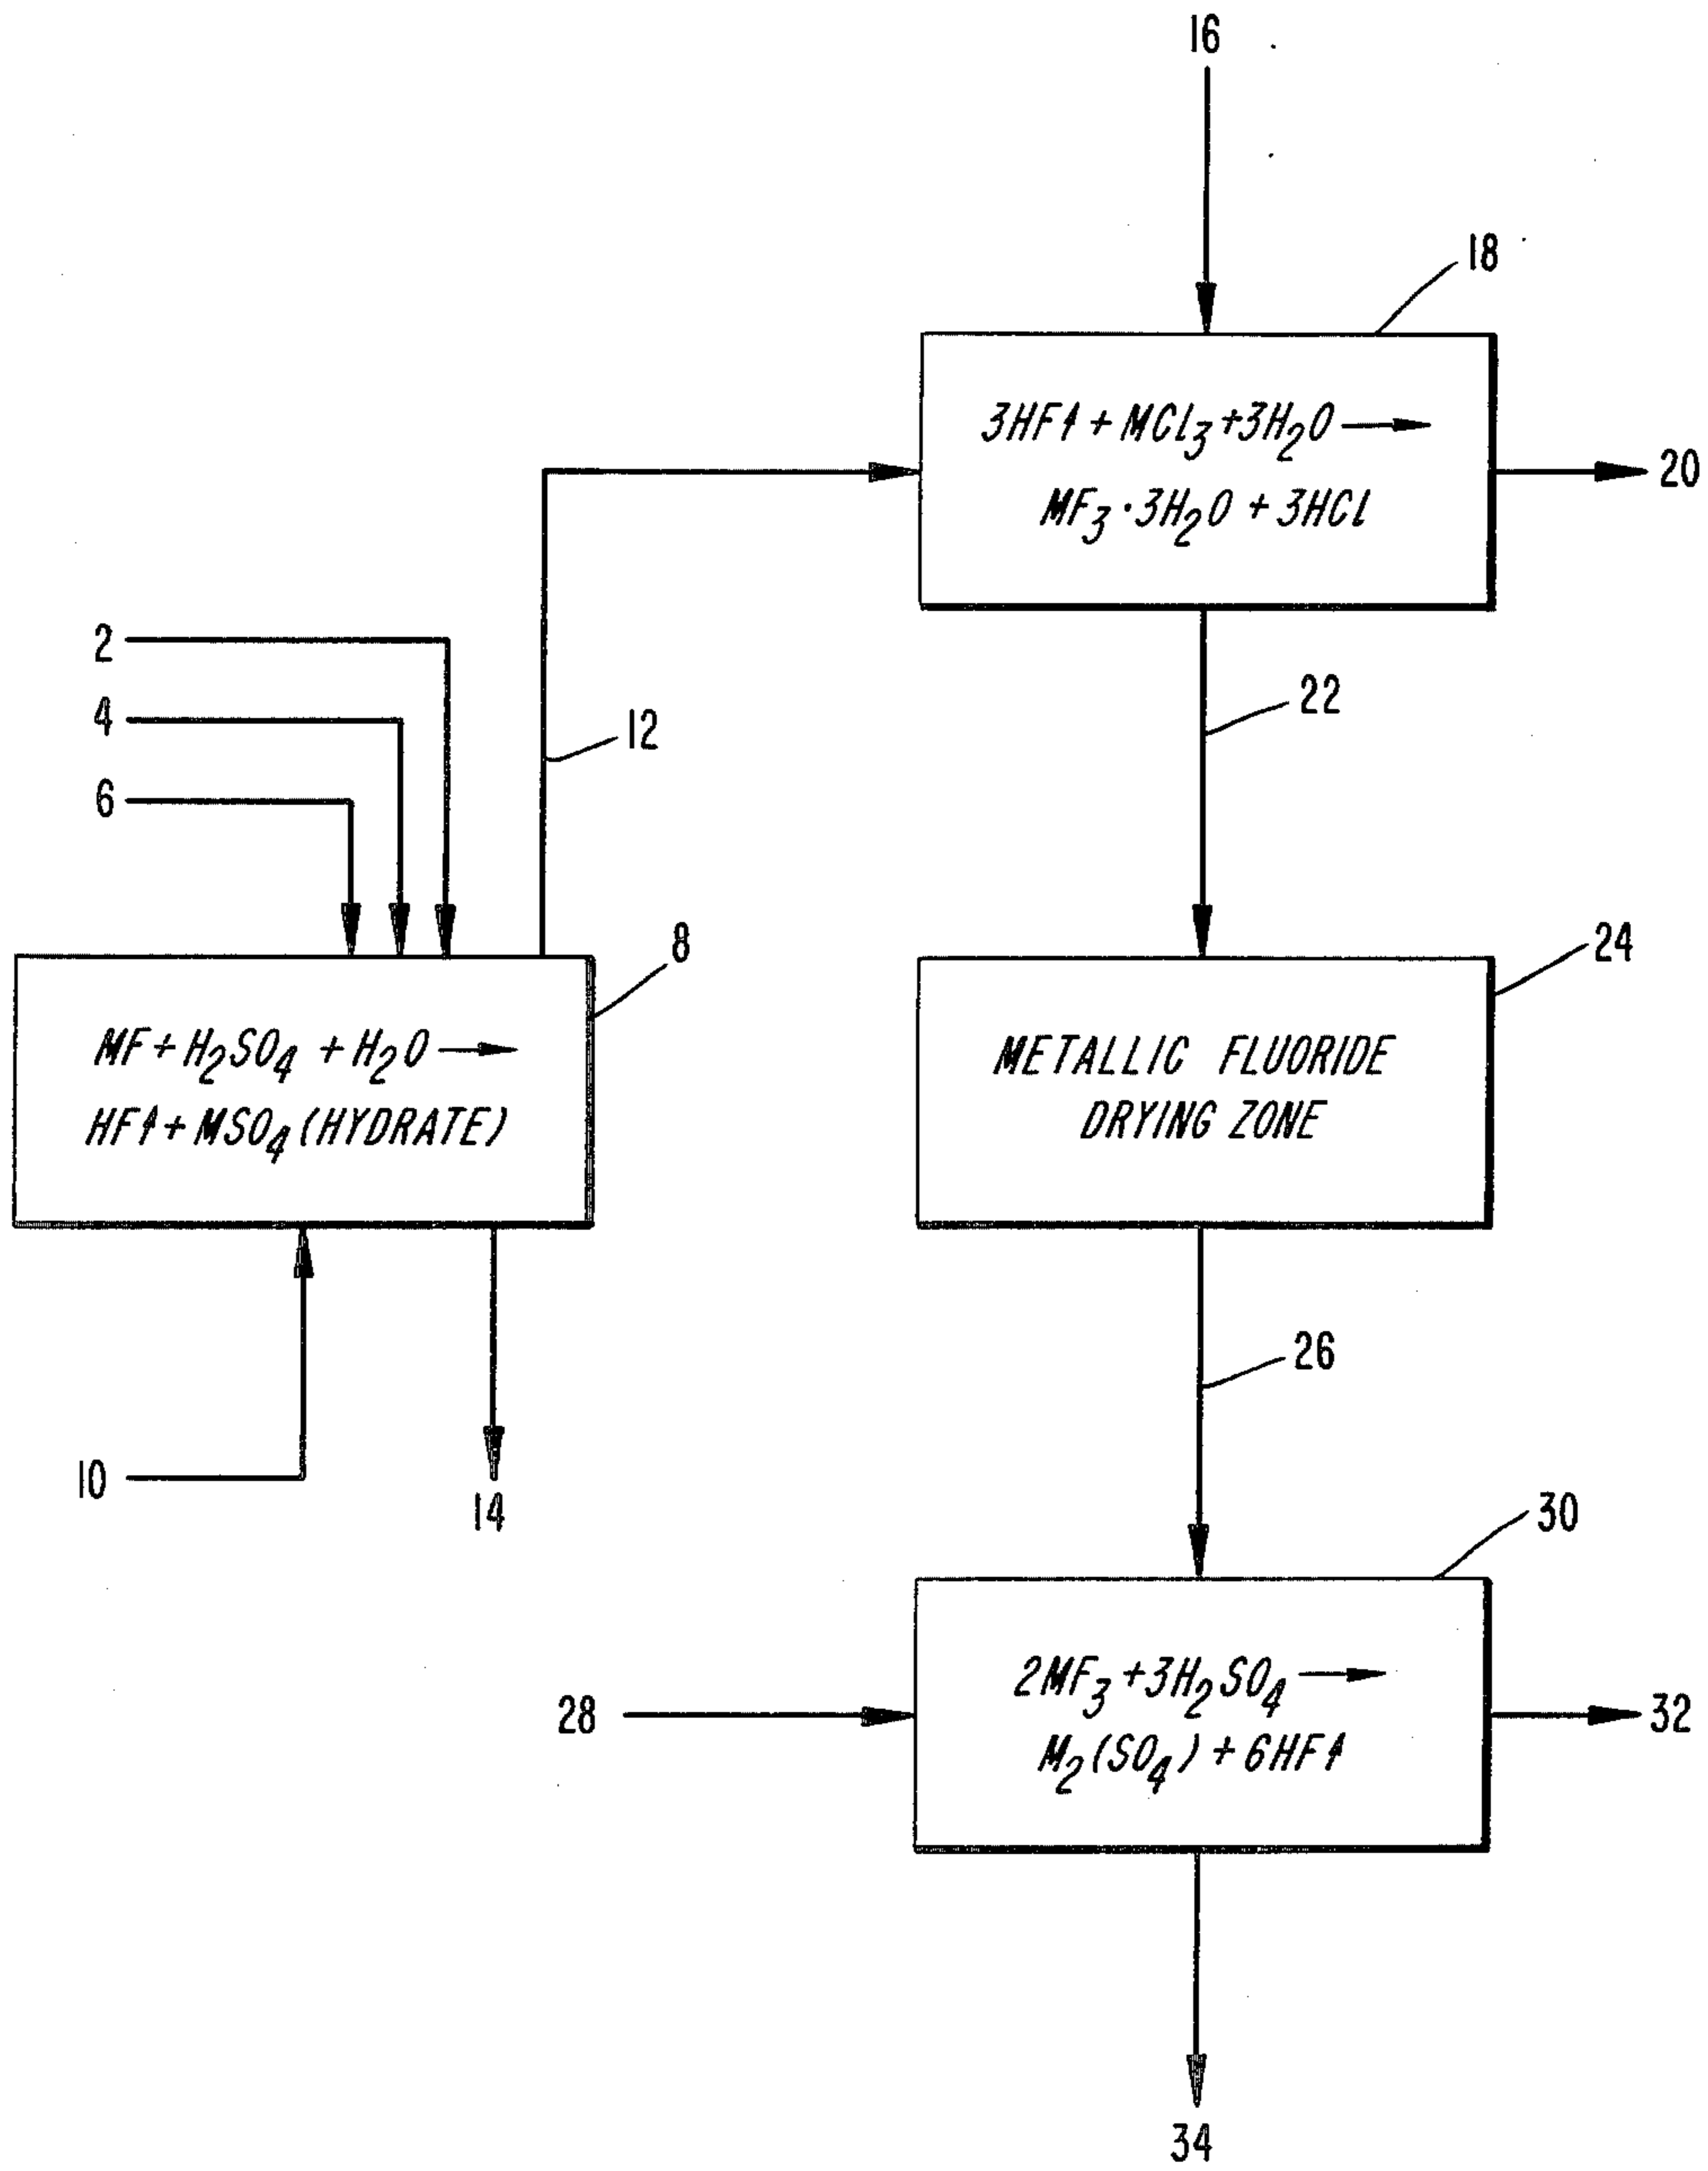 16
18
3HF↑ + MCl₃ + 3H₂O →
MF₃·3H₂O + 3HCl
20
2
4
6
12
22
8
MF + H₂SO₄ + H₂O →
HF↑ + MSO₄ (HYDRATE)
24
METALLIC FLUORIDE
DRYING ZONE
10
14
26
30
28
2MF₃ + 3H₂SO₄ →
M₂(SO₄) + 6HF↑
32
34